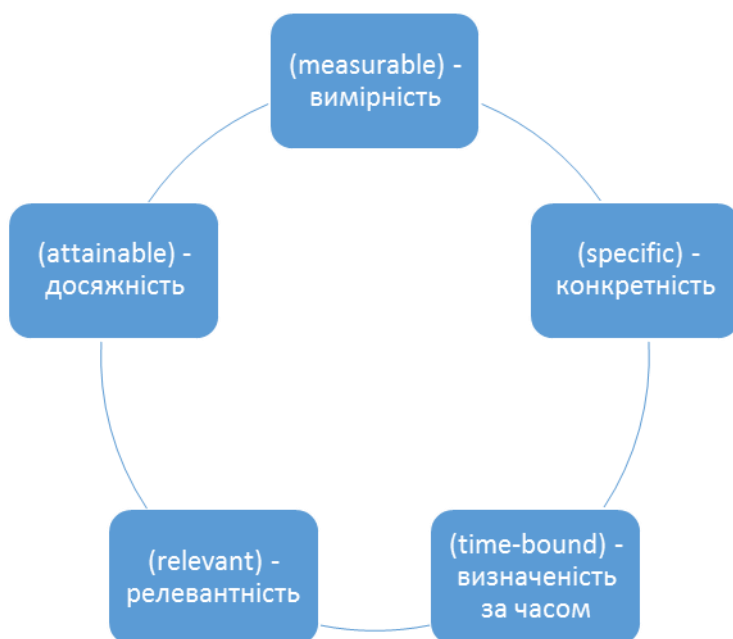 (measurable) -
вимірність
(attainable) -
досяжність
(specific) -
конкретність
(relevant) -
релевантність
(time-bound) -
визначеність
за часом